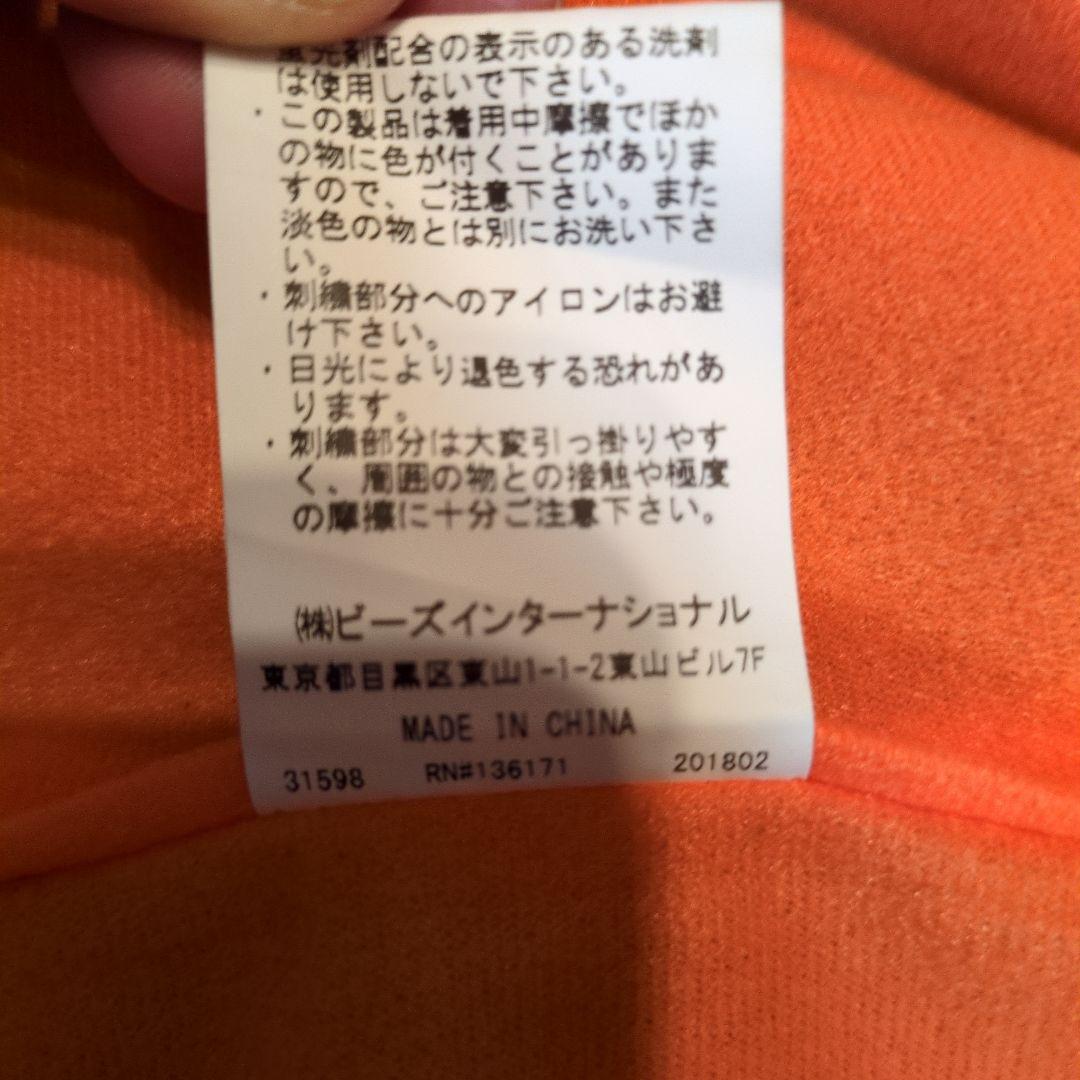 配合の表示のある洗剤
は使用しないで下さい。
・この製品は着用中摩擦でほか
の物に色が付くことがありま
すので、ご注意下さい。また
淡色の物とは別にお洗い下さ
い。
・刺繍部分へのアイロンはお避
け下さい。
・日光により退色する恐れがあ
ります。
・刺繍部分は大変引っ掛りやす
く、周囲の物との接触や極度
の摩擦に十分ご注意下さい。
㈱ビーズインターナショナル
東京都目黒区東山1-1-2東山ビル7F
MADE IN CHINA
31598 RN#136171 201802